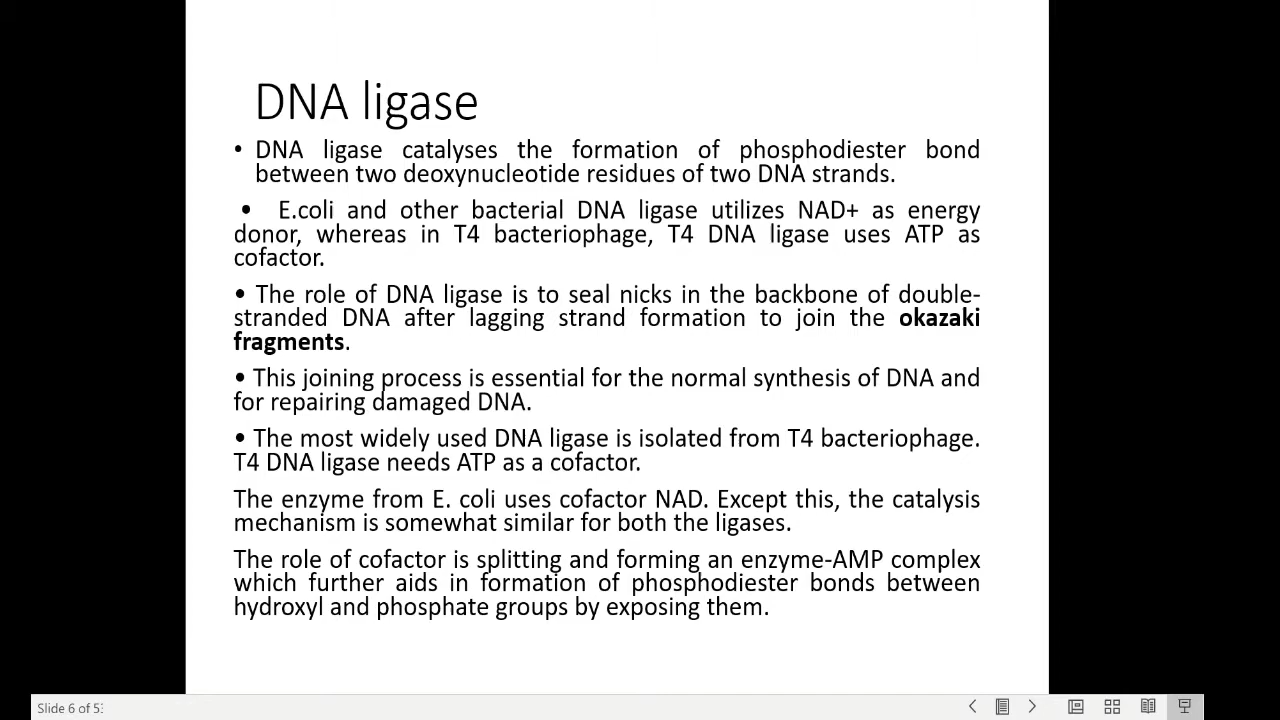 DNA ligase
• DNA ligase catalyses the formation of phosphodiester bond
between two deoxynucleotide residues of two DNA strands.
• E.coli and other bacterial DNA ligase utilizes NAD+ as energy
donor, whereas in T4 bacteriophage, T4 DNA ligase uses ATP as
cofactor.
• The role of DNA ligase is to seal nicks in the backbone of double-
stranded DNA after lagging strand formation to join the okazaki
fragments.
• This joining process is essential for the normal synthesis of DNA and
for repairing damaged DNA.
• The most widely used DNA ligase is isolated from T4 bacteriophage.
T4 DNA ligase needs ATP as a cofactor.
The enzyme from E. coli uses cofactor NAD. Except this, the catalysis
mechanism is somewhat similar for both the ligases.
The role of cofactor is splitting and forming an enzyme-AMP complex
which further aids in formation of phosphodiester bonds between
hydroxyl and phosphate groups by exposing them.
Slide 6 of